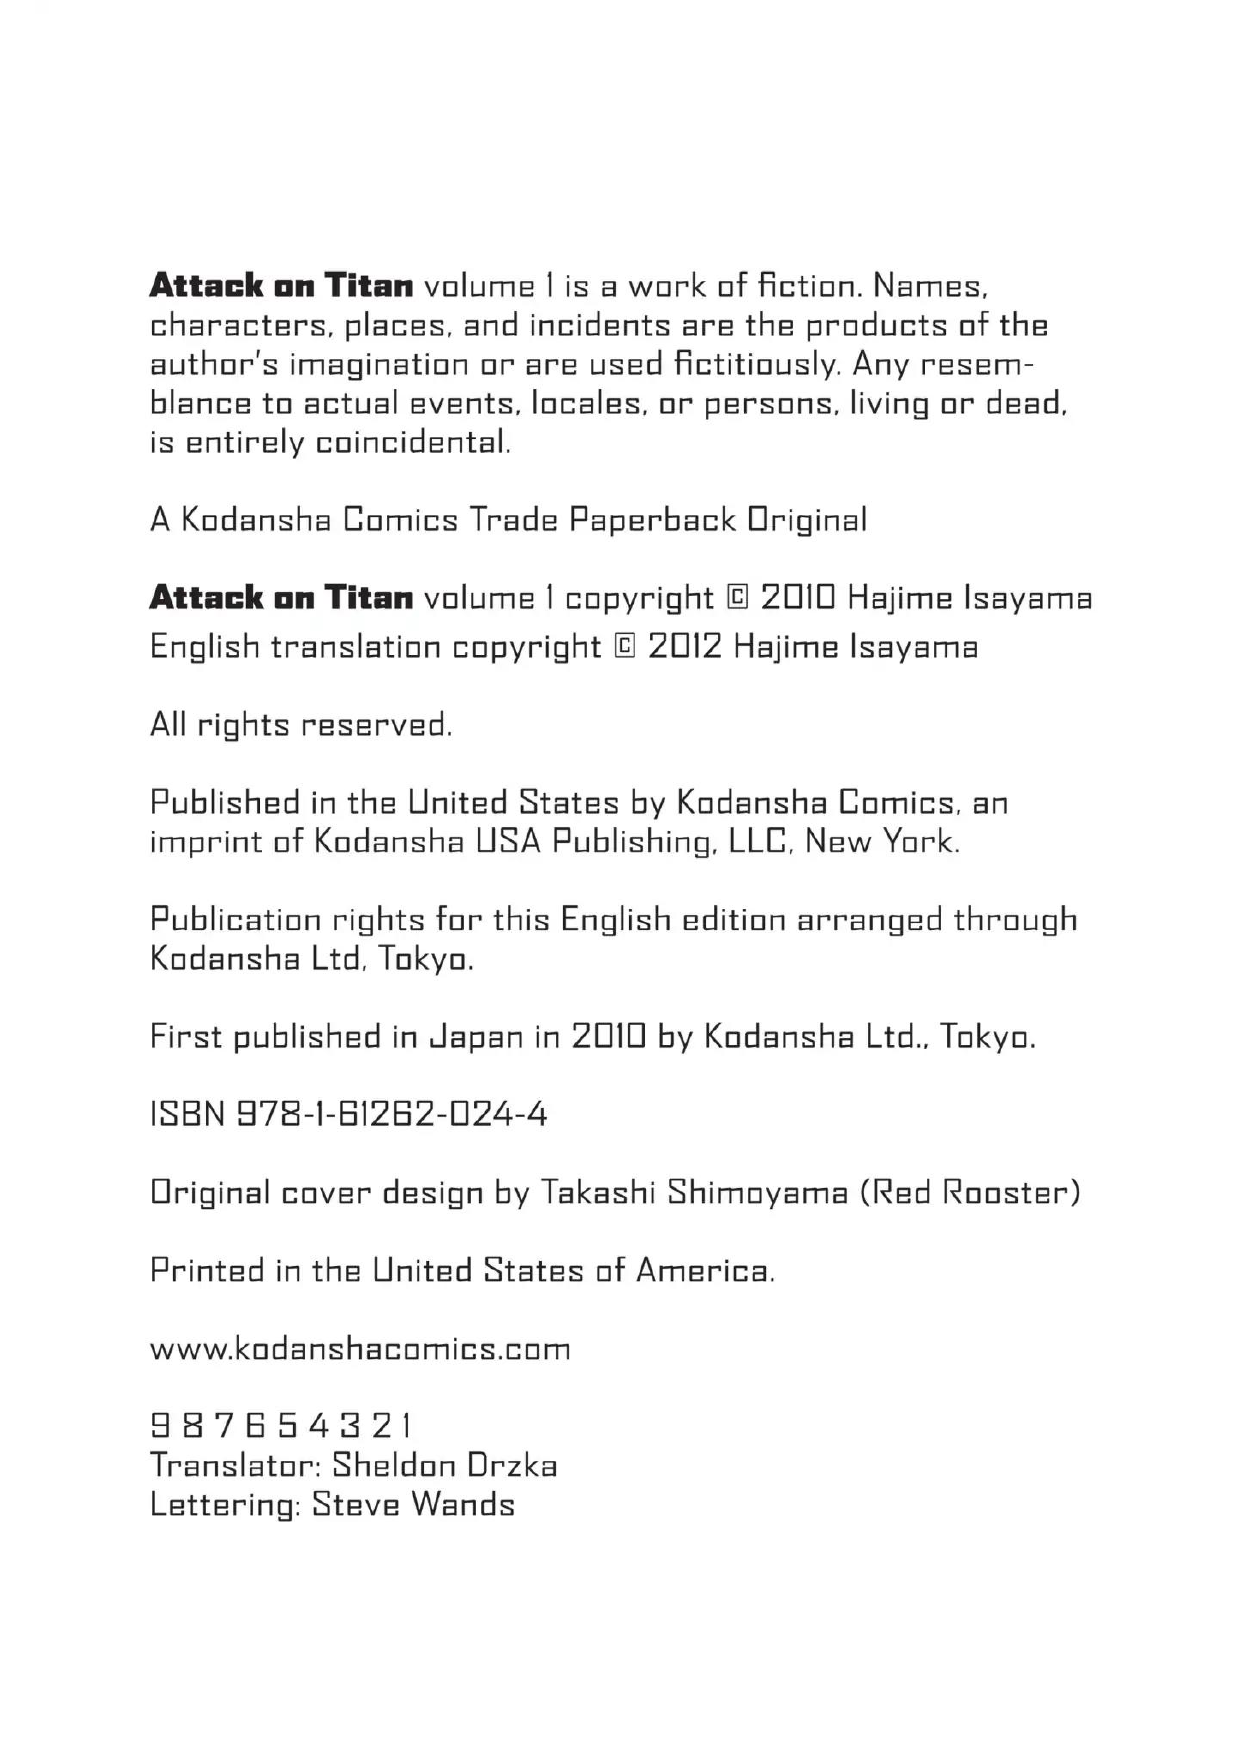 Attack on Titan volume 1 is a work of fiction. Names,
characters, places, and incidents are the products of the
author's imagination or are used fictitiously. Any resem-
blance to actual events, locales, or persons, living or dead,
is entirely coincidental.
A Kodansha Comics Trade Paperback Original
Attack on Titan volume 1 copyright © 2010 Hajime Isayama
English translation copyright © 2012 Hajime Isayama
All rights reserved.
Published in the United States by Kodansha Comics, an
imprint of Kodansha USA Publishing, LLC, New York.
Publication rights for this English edition arranged through
Kodansha Ltd, Tokyo.
First published in Japan in 2010 by Kodansha Ltd., Tokyo.
ISBN 978-1-61262-024-4
Original cover design by Takashi Shimoyama (Red Rooster)
Printed in the United States of America.
www.kodanshacomics.com
9 8 7 6 5 4 3 2 1
Translator: Sheldon Drzka
Lettering: Steve Wands